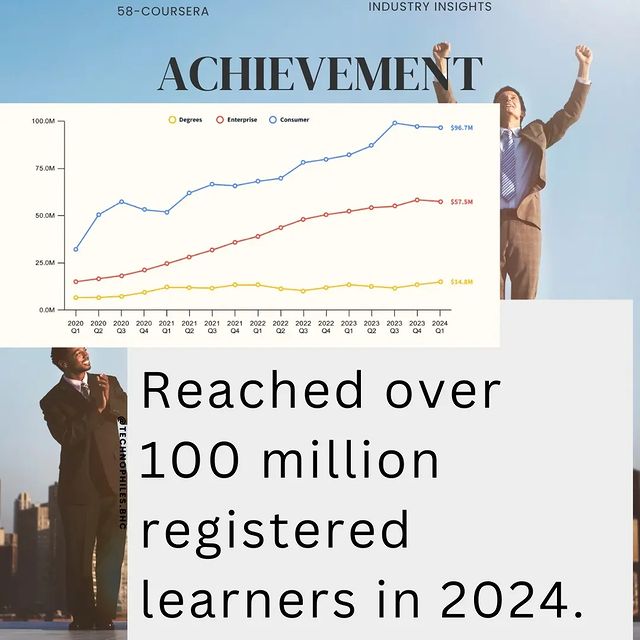 58-COURSERA
INDUSTRY INSIGHTS
ACHIEVEMENT
Degrees Enterprise Consumer
100.0M
75.0M
50.0M
25.0M
0.0M
$96.7M
$57.5M
$14.8M
2020 2020 2020 2020 2021 2021 2021 2021 2022 2022 2022 2022 2023 2023 2023 2023 2024
Q1 Q2 Q3 Q4 Q1 Q2 Q3 Q4 Q1 Q2 Q3 Q4 Q1 Q2 Q3 Q4 Q1
@TECHNOPHILES.BHC
Reached over
100 million
registered
learners in 2024.